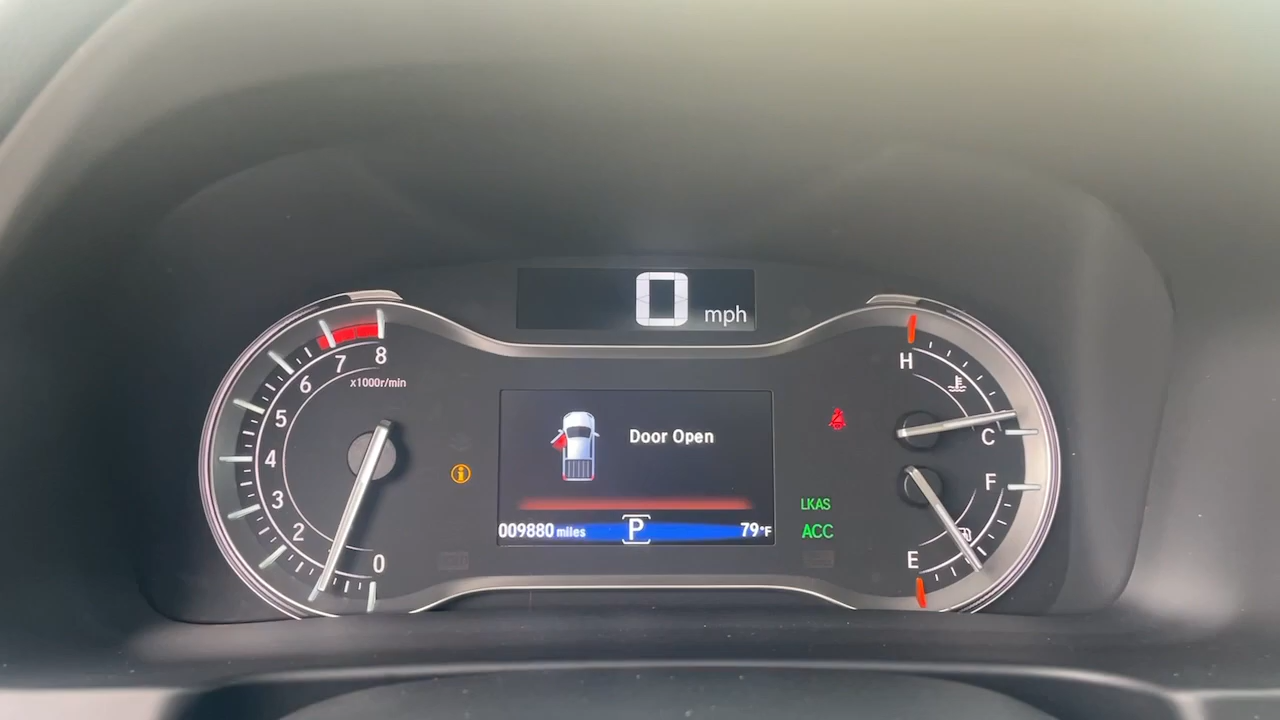 0 mph
8
7
6
x1000r/min
5
4
3
2
0
Door Open
009880 miles P 79°F
LKAS
ACC
H
C
F
E